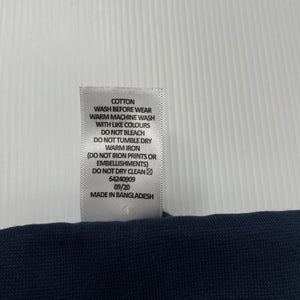 COTTON
WASH BEFORE WEAR
WARM MACHINE WASH
WITH LIKE COLOURS
DO NOT BLEACH
DO NOT TUMBLE DRY
WARM IRON
(DO NOT IRON PRINTS OR
EMBELLISHMENTS)
DO NOT DRY CLEAN
64240909
09/20
MADE IN BANGLADESH